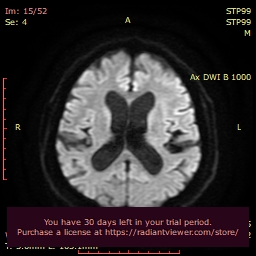 Im: 15/52
STP99
Se: 4
STP99
A
M
Ax DWI B 1000
R
L
You have 30 days left in your trial period.
Purchase a license at https://radiantviewer.com/store/